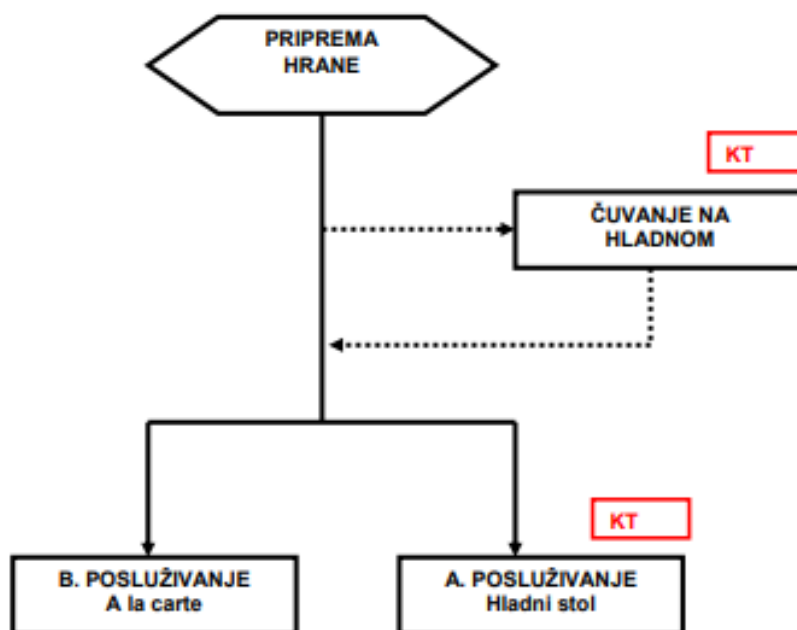 PRIPREMA
HRANE
KT
ČUVANJE NA
HLADNOM
KT
B. POSLUŽIVANJE
A la carte
A. POSLUŽIVANJE
Hladni stol